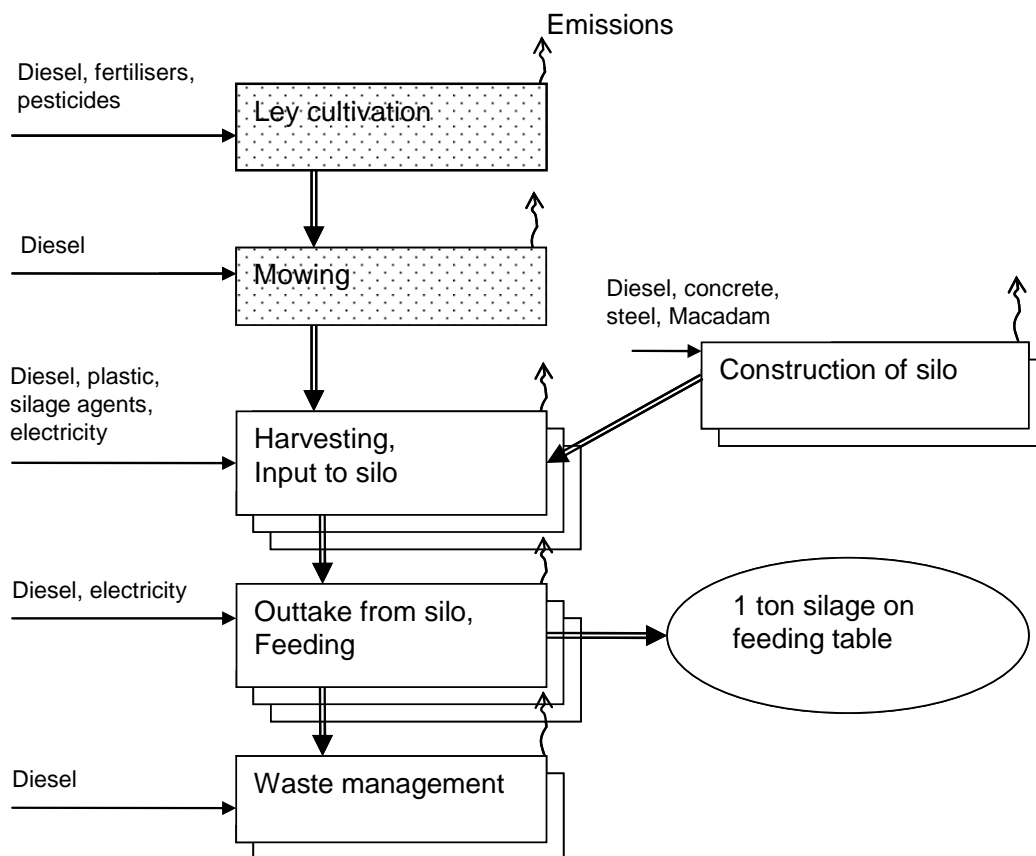 Emissions
Diesel, fertilisers,
pesticides
Ley cultivation
Diesel
Mowing
Diesel, concrete,
steel, Macadam
Construction of silo
Diesel, plastic,
silage agents,
electricity
Harvesting,
Input to silo
Diesel, electricity
Outtake from silo,
Feeding
1 ton silage on
feeding table
Diesel
Waste management